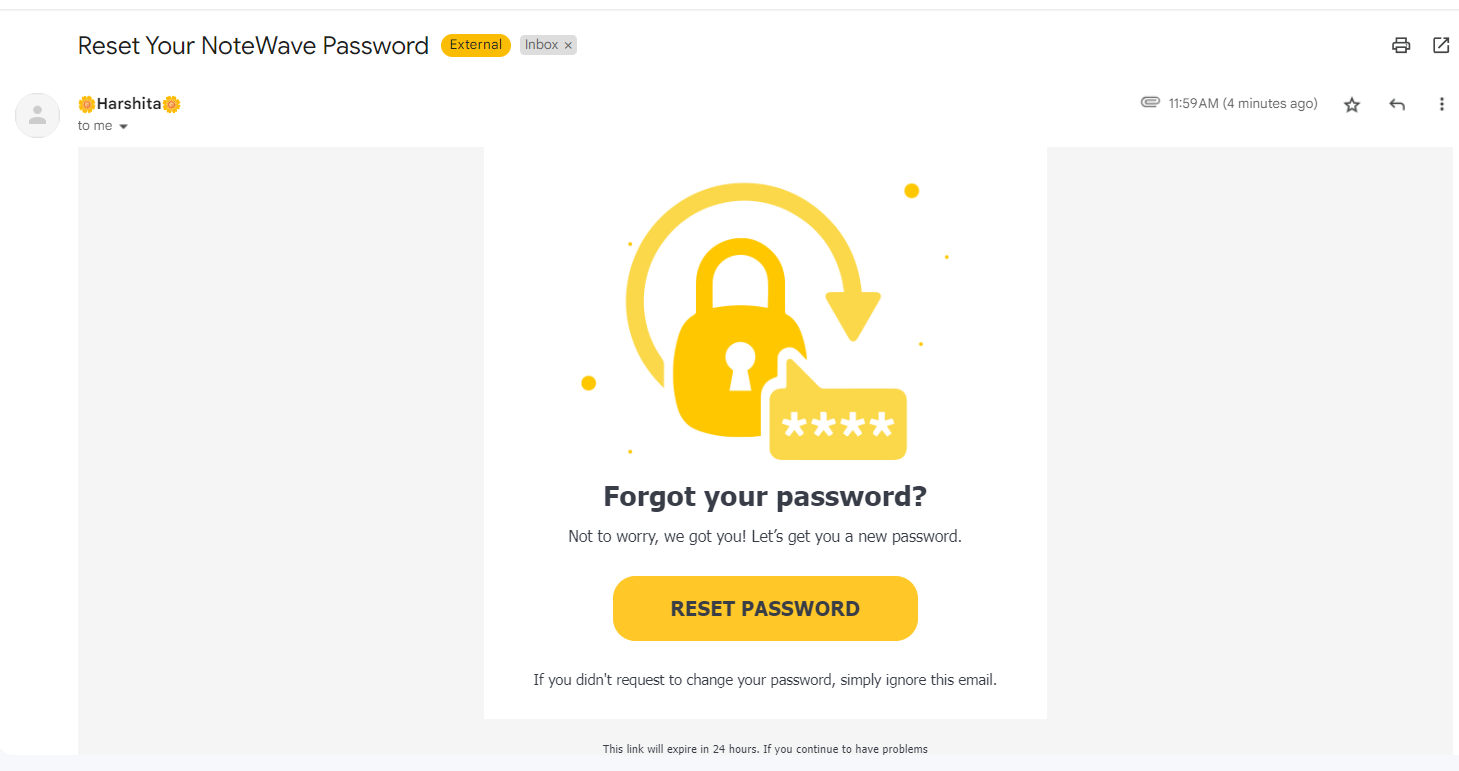 Reset Your NoteWave Password External Inbox ×
🌼Harshita🌼 11:59 AM (4 minutes ago)
to me
****
Forgot your password?
Not to worry, we got you! Let’s get you a new password.
RESET PASSWORD
If you didn't request to change your password, simply ignore this email.
This link will expire in 24 hours. If you continue to have problems